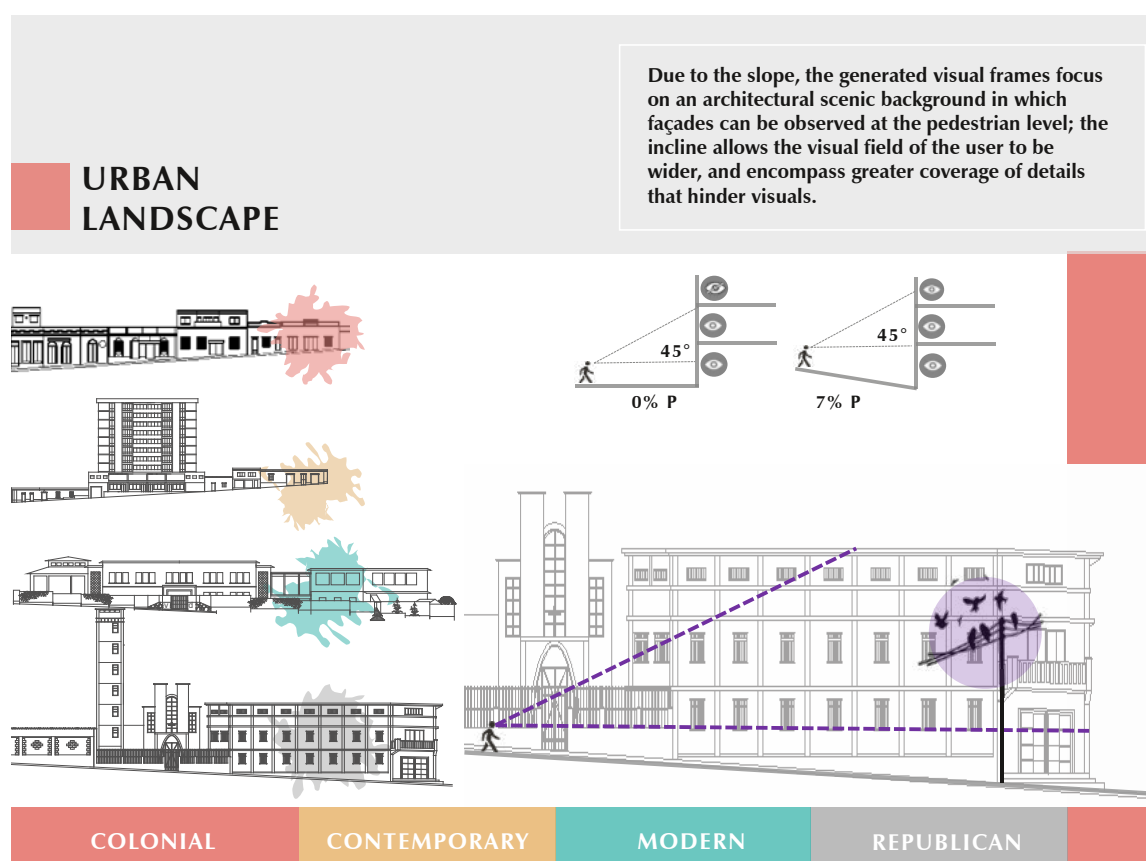 Due to the slope, the generated visual frames focus
on an architectural scenic background in which
façades can be observed at the pedestrian level; the
incline allows the visual field of the user to be
wider, and encompass greater coverage of details
that hinder visuals.
URBAN
LANDSCAPE
45°
45°
0% P
7% P
COLONIAL
CONTEMPORARY
MODERN
REPUBLICAN